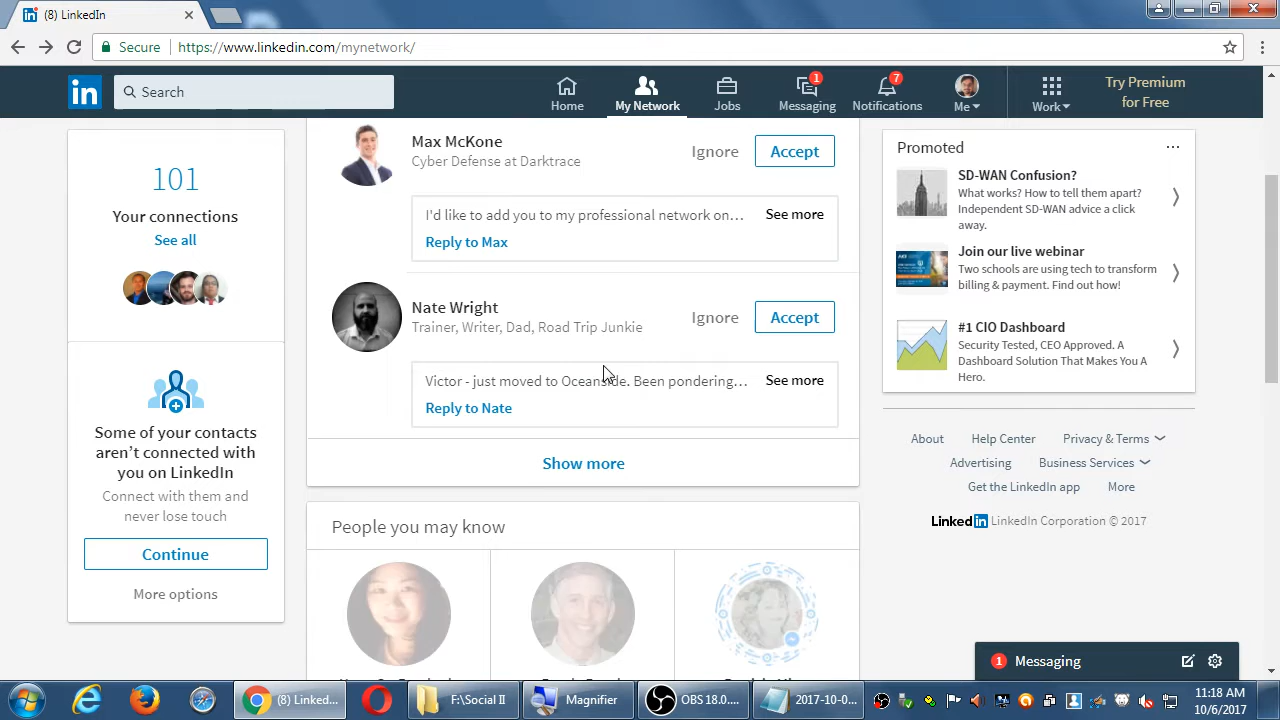 (8) LinkedIn
Secure https://www.linkedin.com/mynetwork/
in Search
Home
My Network
Jobs
1
Messaging
7
Notifications
Me
Work
Try Premium
for Free
101
Your connections
See all
Some of your contacts
aren't connected with
you on LinkedIn
Connect with them and
never lose touch
Continue
More options
Max McKone
Cyber Defense at Darktrace
Ignore Accept
I'd like to add you to my professional network on... See more
Reply to Max
Nate Wright
Trainer, Writer, Dad, Road Trip Junkie
Ignore Accept
Victor - just moved to Oceanside. Been pondering... See more
Reply to Nate
Show more
People you may know
Promoted ...
SD-WAN Confusion?
What works? How to tell them apart?
Independent SD-WAN advice a click
away.
Join our live webinar
Two schools are using tech to transform
billing & payment. Find out how!
#1 CIO Dashboard
Security Tested, CEO Approved. A
Dashboard Solution That Makes You A
Hero.
About Help Center Privacy & Terms
Advertising Business Services
Get the LinkedIn app More
LinkedIn LinkedIn Corporation © 2017
1 Messaging
(8) Linked...
F:\Social II
Magnifier
OBS 18.0....
2017-10-0...
11:18 AM
10/6/2017